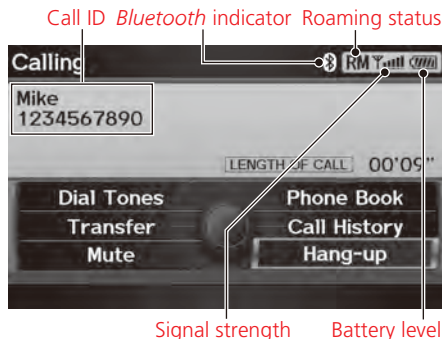 Call ID Bluetooth indicator Roaming status
Calling RM
Mike
1234567890
LENGTH OF CALL 00'09"
Dial Tones Phone Book
Transfer Call History
Mute Hang-up
Signal strength Battery level